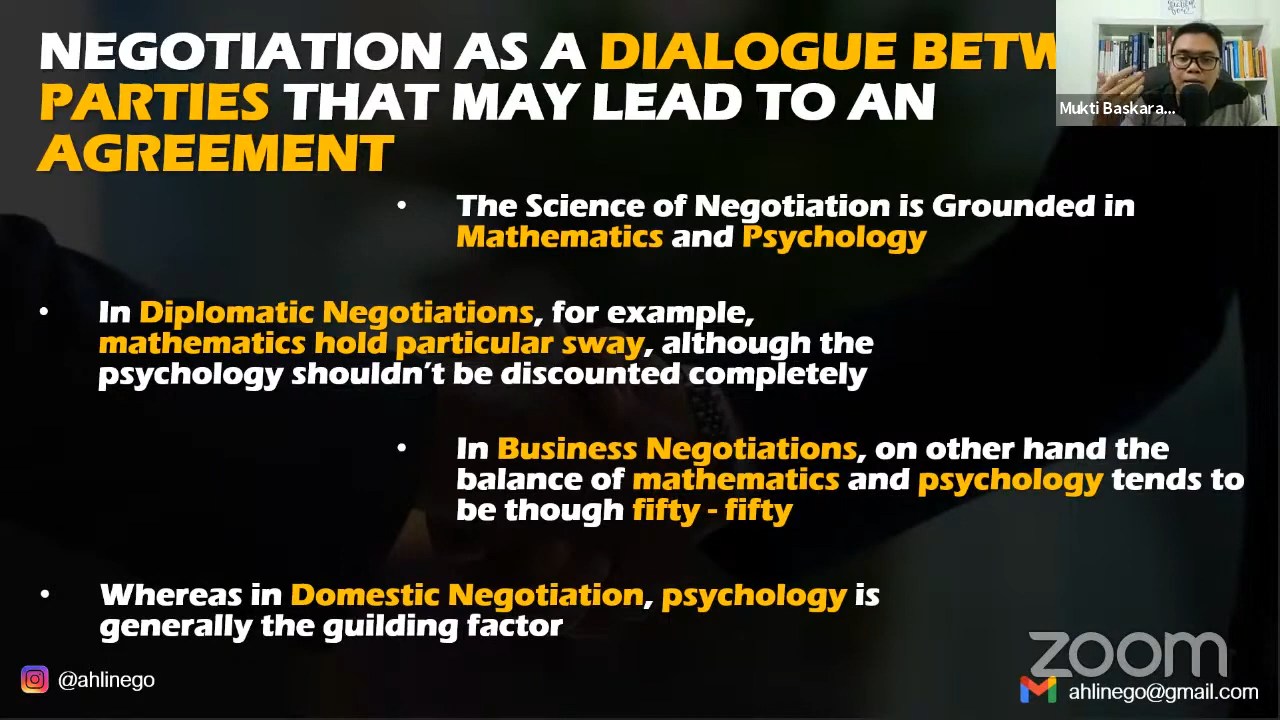 NEGOTIATION AS A DIALOGUE
PARTIES THAT MAY LEAD TO AN
AGREEMENT
Mukti Baskara...
• The Science of Negotiation is Grounded in
Mathematics and Psychology
• In Diplomatic Negotiations, for example,
mathematics hold particular sway, although the
psychology shouldn't be discounted completely
• In Business Negotiations, on other hand the
balance of mathematics and psychology tends to
be though fifty - fifty
• Whereas in Domestic Negotiation, psychology is
generally the guilding factor
@ahlinego
zoom
ahlinego@gmail.com